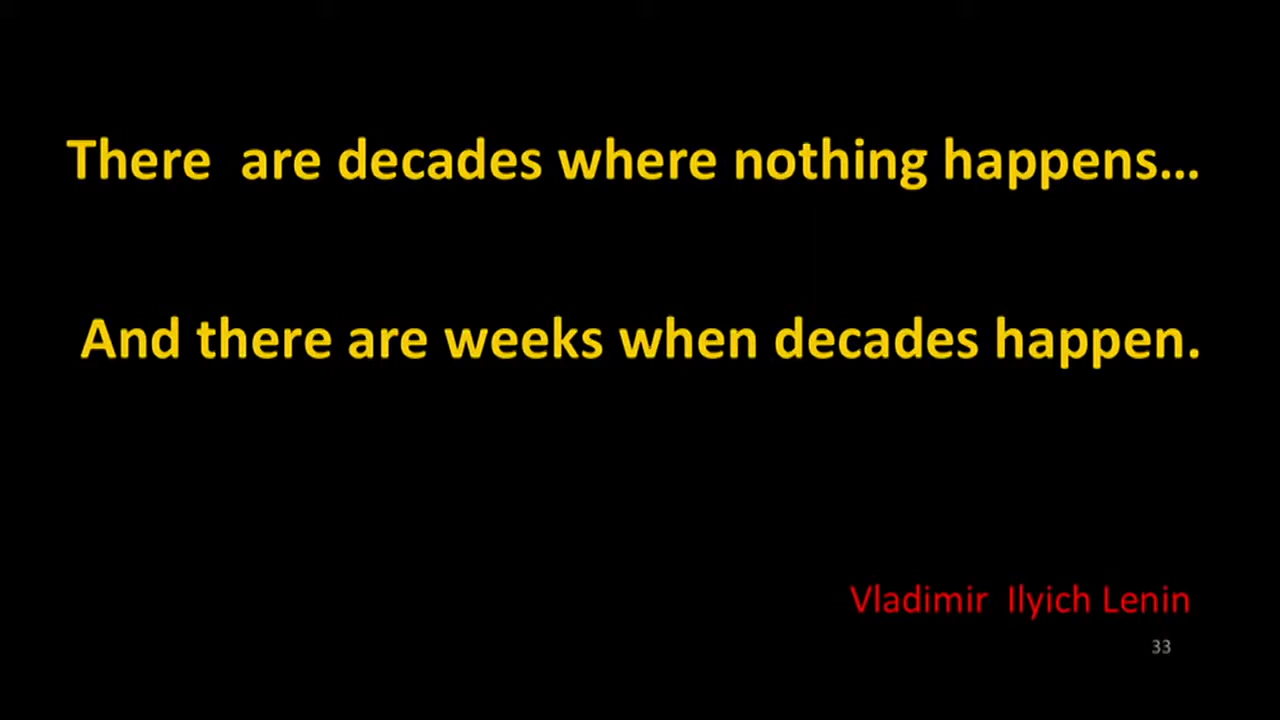 There  are decades where nothing happens...
And there are weeks when decades happen.
Vladimir  Ilyich Lenin
33